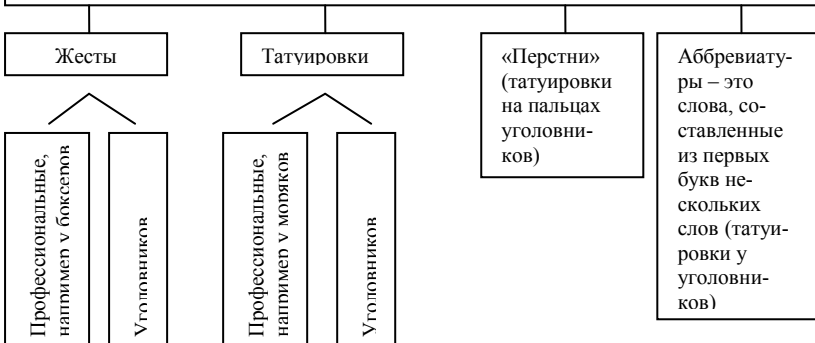 Жесты
Татуировки
«Перстни»
(татуировки
на пальцах
уголовни-
ков)
Аббревиату-
ры – это
слова, со-
ставленные
из первых
букв не-
скольких
слов (татуи-
ровки у
уголовни-
ков)
Профессиональные,
например у боксеров
Уголовников
Профессиональные,
например у моряков
Уголовников